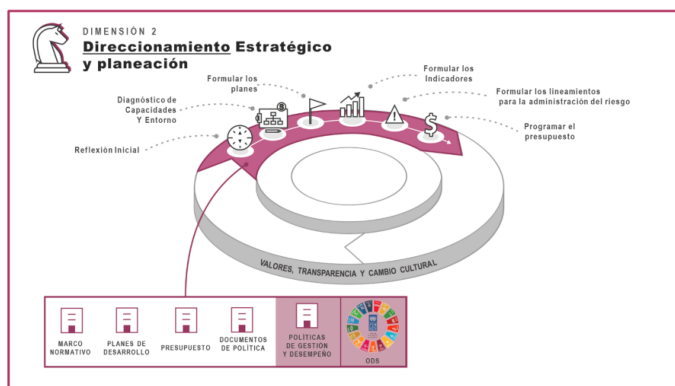 DIMENSIÓN 2
Direccionamiento Estratégico
y planeación
Reflexión Inicial
Diagnóstico de
Capacidades
Y Entorno
Formular los
planes
Formular los
Indicadores
Formular los lineamientos
para la administración del riesgo
Programar el
presupuesto
VALORES, TRANSPARENCIA Y CAMBIO CULTURAL
MARCO
NORMATIVO
PLANES DE
DESARROLLO
PRESUPUESTO
DOCUMENTOS
DE POLÍTICA
POLÍTICAS
DE GESTIÓN
Y DESEMPEÑO
ODS